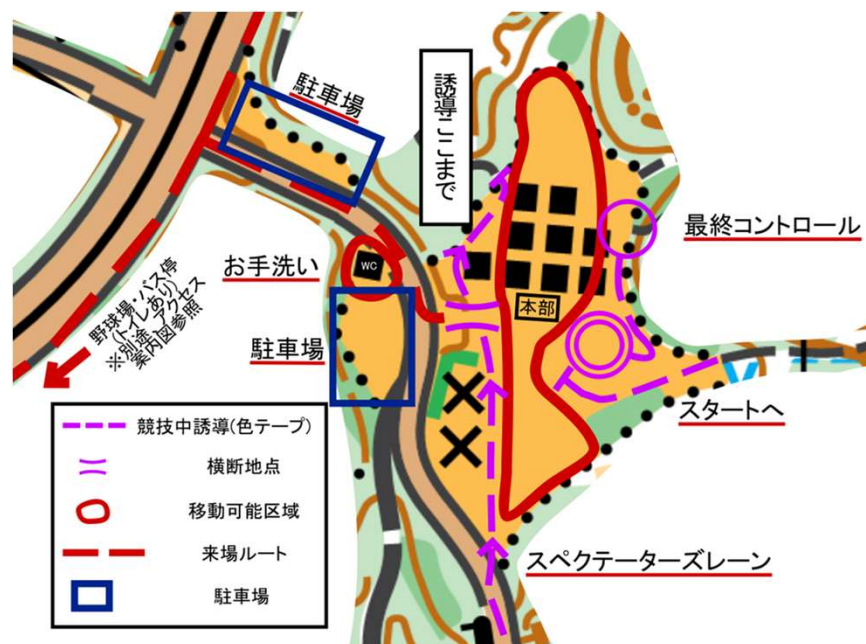 駐車場
誘導ここまで
最終コントロール
お手洗い
WC
本部
野球場・バス停
(トイレあり)
※別途 アクセス
案内図参照
駐車場
スタートへ
スペクテーターズレーン
競技中誘導(色テープ)
横断地点
移動可能区域
来場ルート
駐車場